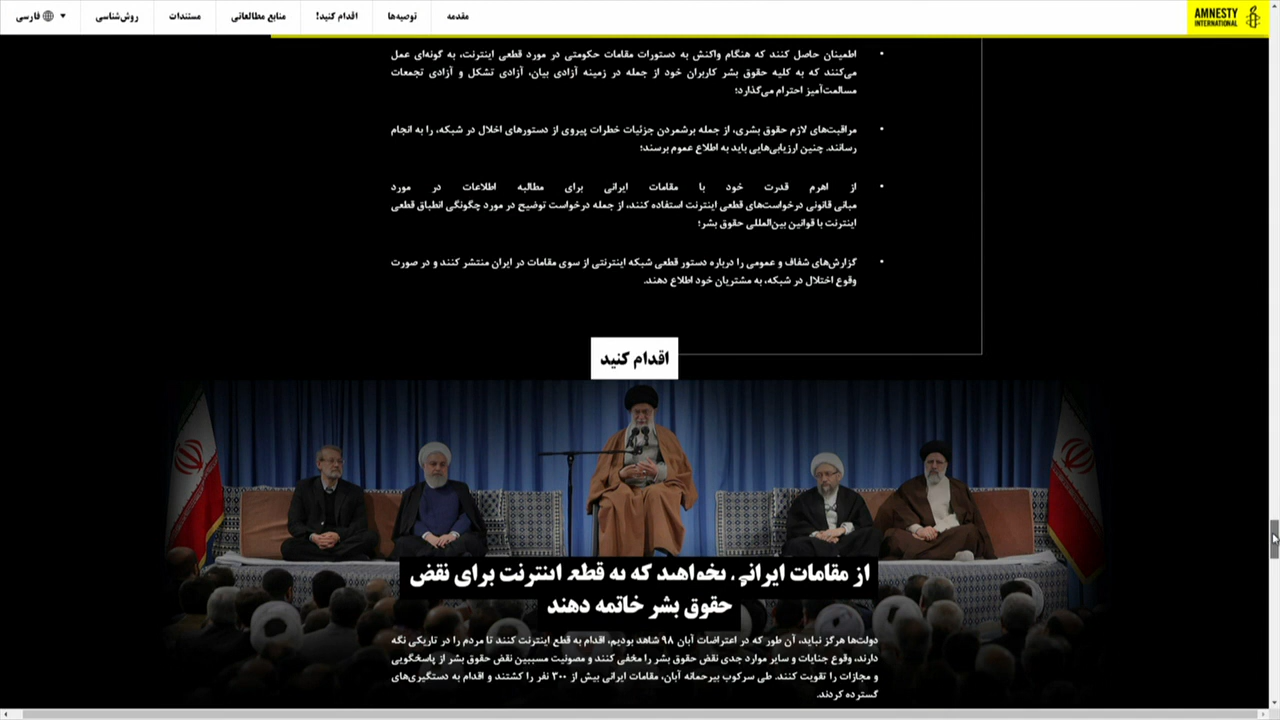 AMNESTY
INTERNATIONAL
مقدمه
توصیه‌ها
اقدام کنید!
منابع مطالعاتی
مستندات
روش‌شناسی
فارسی
• اطمینان حاصل کنند که هنگام واکنش به دستورات مقامات حکومتی در مورد قطعی اینترنت، به گونه‌ای عمل
می‌کنند که به کلیه حقوق بشر کاربران خود از جمله در زمینه آزادی بیان، آزادی تشکل و آزادی تجمعات
مسالمت‌آمیز احترام می‌گذارد؛
• مراقبت‌های لازم حقوق بشری، از جمله برشمردن جزئیات خطرات پیروی از دستورهای اخلال در شبکه، را به انجام
رسانند. چنین ارزیابی‌هایی باید به اطلاع عموم برسند؛
• از اهرم قدرت خود با مقامات ایرانی برای مطالبه اطلاعات در مورد
مبانی قانونی درخواست‌های قطعی اینترنت استفاده کنند، از جمله درخواست توضیح در مورد چگونگی انطباق قطعی
اینترنت با قوانین بین‌المللی حقوق بشر؛
• گزارش‌های شفاف و عمومی را درباره دستور قطعی شبکه اینترنتی از سوی مقامات در ایران منتشر کنند و در صورت
وقوع اختلال در شبکه، به مشتریان خود اطلاع دهند.
اقدام کنید
از مقامات ایرانی بخواهید که به قطع اینترنت برای نقض
حقوق بشر خاتمه دهند
دولت‌ها هرگز نباید، آن طور که در اعتراضات آبان ۹۸ شاهد بودیم، اقدام به قطع اینترنت کنند تا مردم را در تاریکی نگه
دارند، وقوع جنایات و سایر موارد جدی نقض حقوق بشر را مخفی کنند و مصونیت مسببین نقض حقوق بشر از پاسخگویی
و مجازات را تقویت کنند. طی سرکوب بیرحمانه آبان، مقامات ایرانی بیش از ۳۰۰ نفر را کشتند و اقدام به دستگیری‌های
گسترده کردند.